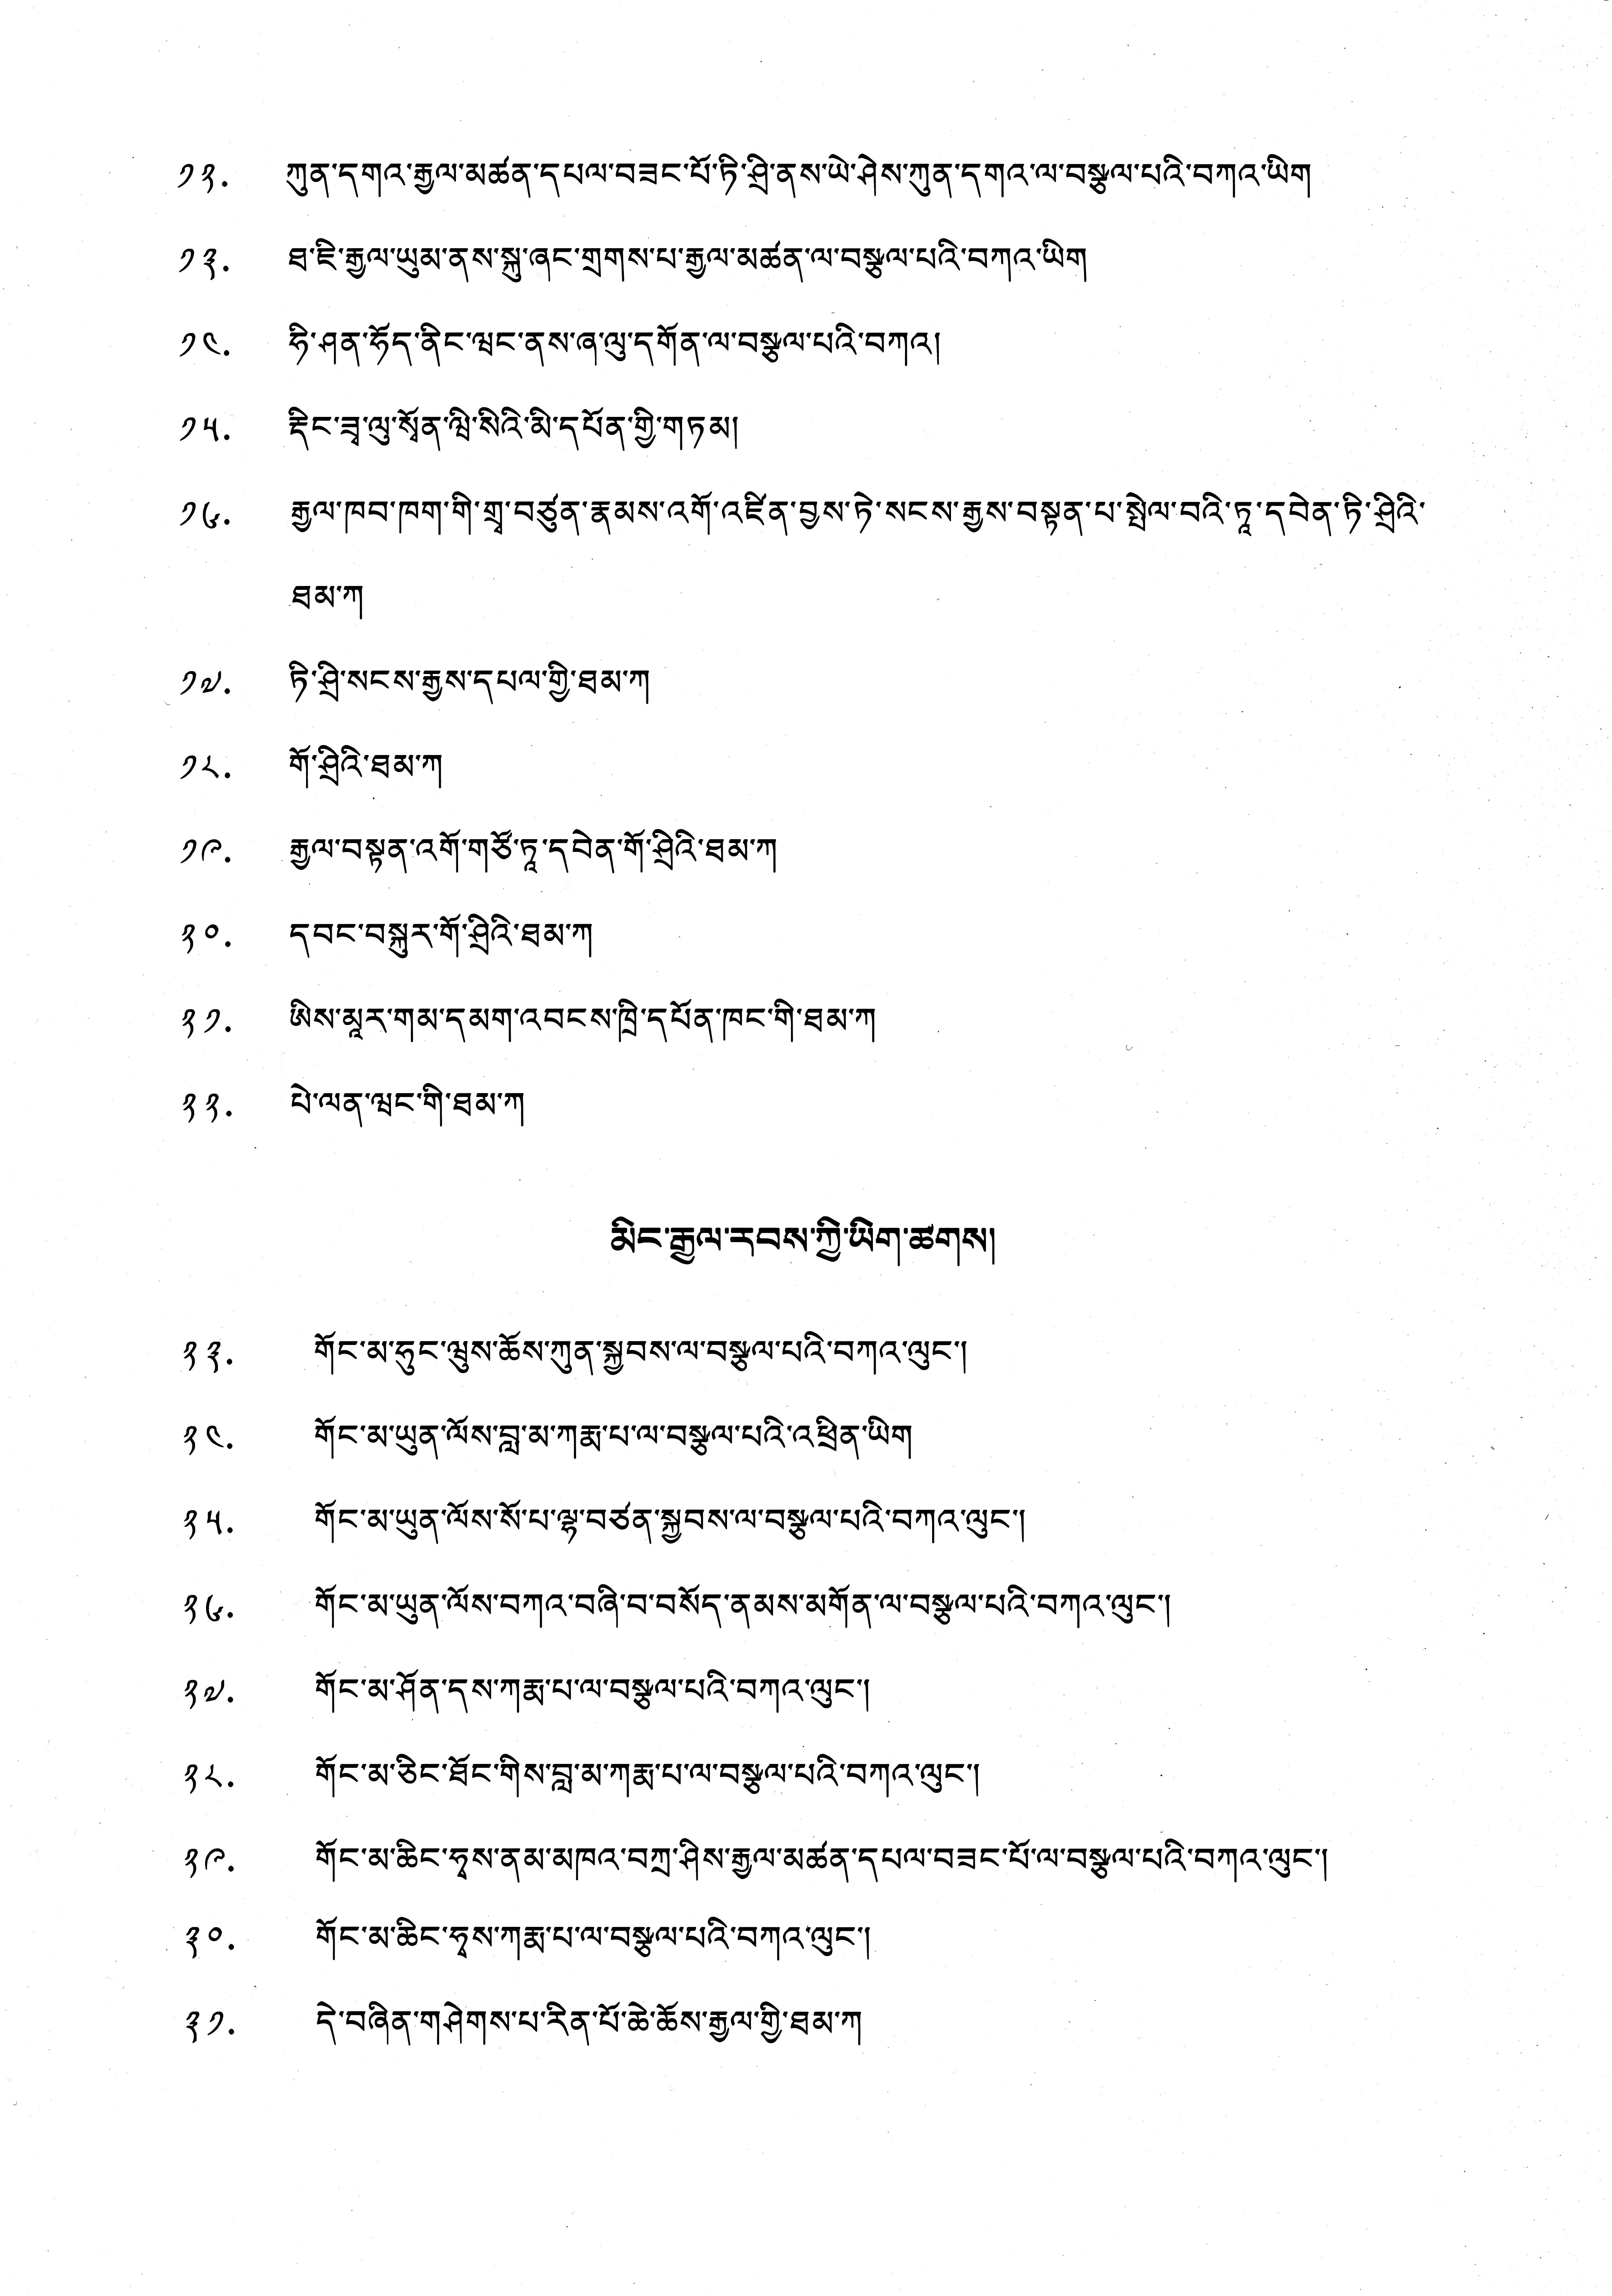 ༡༢. ཀུན་དགའ་རྒྱལ་མཚན་དཔལ་བཟང་པོ་ཏི་ཤྲི་ནས་ཡེ་ཤེས་ཀུན་དགའ་ལ་བསྩལ་པའི་བཀའ་ཡིག
༡༣. ཐ་ཇི་རྒྱལ་ཡུམ་ནས་སྐུ་ཞང་གྲགས་པ་རྒྱལ་མཚན་ལ་བསྩལ་པའི་བཀའ་ཡིག
༡༤. ཧི་ཤན་ཧོད་ནིང་ཝང་ནས་ཞ་ལུ་དགོན་ལ་བསྩལ་པའི་བཀའ།
༡༥. རྡིང་ཟྭ་ལུ་སྭོན་ཝི་སིའི་མི་དཔོན་གྱི་གཏམ།
༡༦. རྒྱལ་ཁབ་ཁག་གི་གྲྭ་བཙུན་རྣམས་འགོ་འཛིན་བྱས་ཏེ་སངས་རྒྱས་བསྟན་པ་སྤེལ་བའི་ཏཱ་དབེན་ཏི་ཤྲིའི་
ཐམ་ཀ
༡༧. ཏི་ཤྲི་སངས་རྒྱས་དཔལ་གྱི་ཐམ་ཀ
༡༨. གོ་ཤྲིའི་ཐམ་ཀ
༡༩. རྒྱལ་བསྟན་འགོ་གཙོ་ཏཱ་དབེན་གོ་ཤྲིའི་ཐམ་ཀ
༢༠. དབང་བསྐུར་གོ་ཤྲིའི་ཐམ་ཀ
༢༡. ཨིས་མཱར་གམ་དམག་འབངས་ཁྲི་དཔོན་ཁང་གི་ཐམ་ཀ
༢༢. པེ་ལན་ཝང་གི་ཐམ་ཀ
མིང་རྒྱལ་རབས་ཀྱི་ཡིག་ཚགས།
༢༣. གོང་མ་ཧུང་ཝུས་ཆོས་ཀུན་སྐྱབས་ལ་བསྩལ་པའི་བཀའ་ལུང་།
༢༤. གོང་མ་ཡུན་ལོས་བླ་མ་ཀརྨ་པ་ལ་བསྩལ་པའི་འཕྲིན་ཡིག
༢༥. གོང་མ་ཡུན་ལོས་སོ་པ་ལྷ་བཙན་སྐྱབས་ལ་བསྩལ་པའི་བཀའ་ལུང་།
༢༦. གོང་མ་ཡུན་ལོས་བཀའ་བཞི་བ་བསོད་ནམས་མགོན་ལ་བསྩལ་པའི་བཀའ་ལུང་།
༢༧. གོང་མ་ཤོན་དས་ཀརྨ་པ་ལ་བསྩལ་པའི་བཀའ་ལུང་།
༢༨. གོང་མ་ཅིང་ཐོང་གིས་བླ་མ་ཀརྨ་པ་ལ་བསྩལ་པའི་བཀའ་ལུང་།
༢༩. གོང་མ་ཆིང་ཧྭས་ནམ་མཁའ་བཀྲ་ཤིས་རྒྱལ་མཚན་དཔལ་བཟང་པོ་ལ་བསྩལ་པའི་བཀའ་ལུང་།
༣༠. གོང་མ་ཆིང་ཧྭས་ཀརྨ་པ་ལ་བསྩལ་པའི་བཀའ་ལུང་།
༣༡. དེ་བཞིན་གཤེགས་པ་རིན་པོ་ཆེ་ཆོས་རྒྱལ་གྱི་ཐམ་ཀ